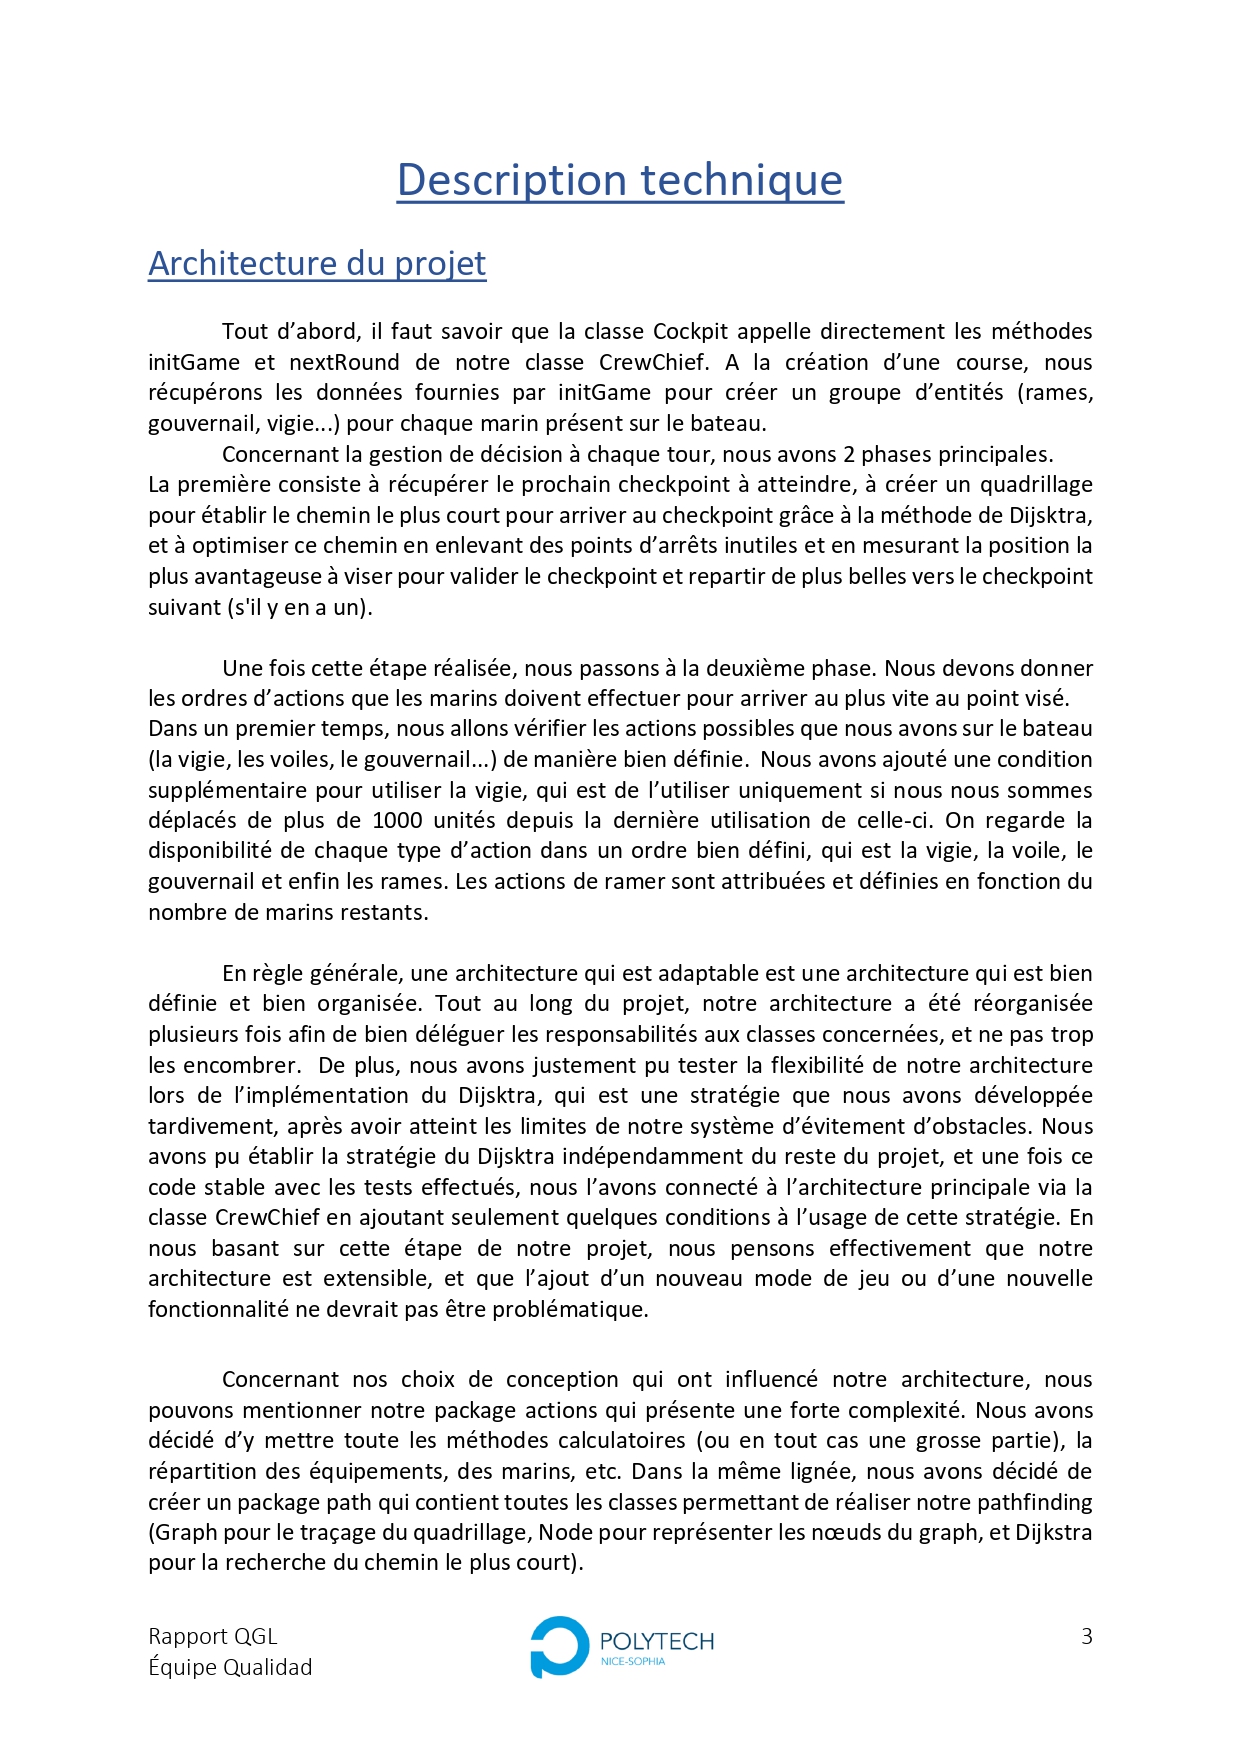 Description technique
Architecture du projet
Tout d’abord, il faut savoir que la classe Cockpit appelle directement les méthodes
initGame et nextRound de notre classe CrewChief. A la création d’une course, nous
récupérons les données fournies par initGame pour créer un groupe d’entités (rames,
gouvernail, vigie...) pour chaque marin présent sur le bateau.
Concernant la gestion de décision à chaque tour, nous avons 2 phases principales.
La première consiste à récupérer le prochain checkpoint à atteindre, à créer un quadrillage
pour établir le chemin le plus court pour arriver au checkpoint grâce à la méthode de Dijsktra,
et à optimiser ce chemin en enlevant des points d’arrêts inutiles et en mesurant la position la
plus avantageuse à viser pour valider le checkpoint et repartir de plus belles vers le checkpoint
suivant (s'il y en a un).
Une fois cette étape réalisée, nous passons à la deuxième phase. Nous devons donner
les ordres d’actions que les marins doivent effectuer pour arriver au plus vite au point visé.
Dans un premier temps, nous allons vérifier les actions possibles que nous avons sur le bateau
(la vigie, les voiles, le gouvernail...) de manière bien définie.  Nous avons ajouté une condition
supplémentaire pour utiliser la vigie, qui est de l’utiliser uniquement si nous nous sommes
déplacés de plus de 1000 unités depuis la dernière utilisation de celle-ci. On regarde la
disponibilité de chaque type d’action dans un ordre bien défini, qui est la vigie, la voile, le
gouvernail et enfin les rames. Les actions de ramer sont attribuées et définies en fonction du
nombre de marins restants.
En règle générale, une architecture qui est adaptable est une architecture qui est bien
définie et bien organisée. Tout au long du projet, notre architecture a été réorganisée
plusieurs fois afin de bien déléguer les responsabilités aux classes concernées, et ne pas trop
les encombrer.  De plus, nous avons justement pu tester la flexibilité de notre architecture
lors de l’implémentation du Dijsktra, qui est une stratégie que nous avons développée
tardivement, après avoir atteint les limites de notre système d’évitement d’obstacles. Nous
avons pu établir la stratégie du Dijsktra indépendamment du reste du projet, et une fois ce
code stable avec les tests effectués, nous l’avons connecté à l’architecture principale via la
classe CrewChief en ajoutant seulement quelques conditions à l’usage de cette stratégie. En
nous basant sur cette étape de notre projet, nous pensons effectivement que notre
architecture est extensible, et que l’ajout d’un nouveau mode de jeu ou d’une nouvelle
fonctionnalité ne devrait pas être problématique.
Concernant nos choix de conception qui ont influencé notre architecture, nous
pouvons mentionner notre package actions qui présente une forte complexité. Nous avons
décidé d’y mettre toute les méthodes calculatoires (ou en tout cas une grosse partie), la
répartition des équipements, des marins, etc. Dans la même lignée, nous avons décidé de
créer un package path qui contient toutes les classes permettant de réaliser notre pathfinding
(Graph pour le traçage du quadrillage, Node pour représenter les nœuds du graph, et Dijkstra
pour la recherche du chemin le plus court).
Rapport QGL
Équipe Qualidad
POLYTECH
NICE-SOPHIA
3